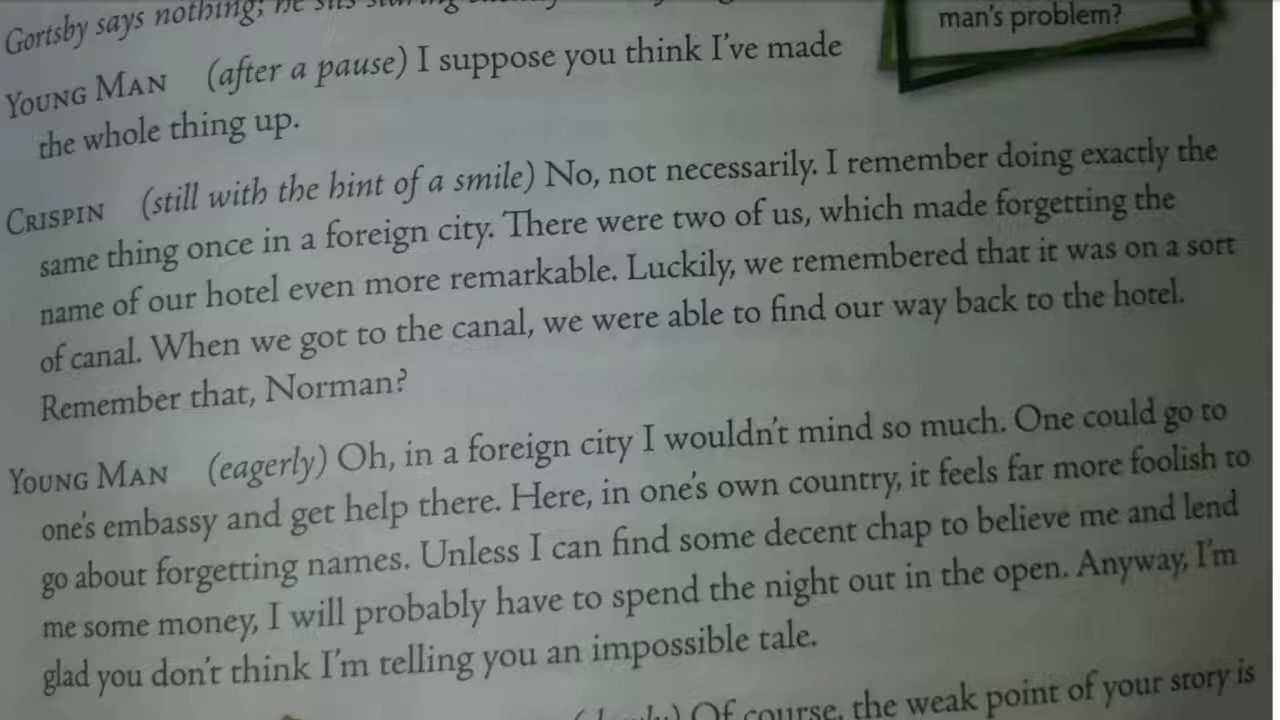 Gortsby says nothing; he sits staring
man's problem?
YOUNG MAN (after a pause) I suppose you think I've made
the whole thing up.
CRISPIN (still with the hint of a smile) No, not necessarily. I remember doing exactly the
same thing once in a foreign city. There were two of us, which made forgetting the
name of our hotel even more remarkable. Luckily, we remembered that it was on a sort
of canal. When we got to the canal, we were able to find our way back to the hotel.
Remember that, Norman?
YOUNG MAN (eagerly) Oh, in a foreign city I wouldn't mind so much. One could go to
one's embassy and get help there. Here, in one's own country, it feels far more foolish to
go about forgetting names. Unless I can find some decent chap to believe me and lend
me some money, I will probably have to spend the night out in the open. Anyway, I'm
glad you don't think I'm telling you an impossible tale.
Of course, the weak point of your story is